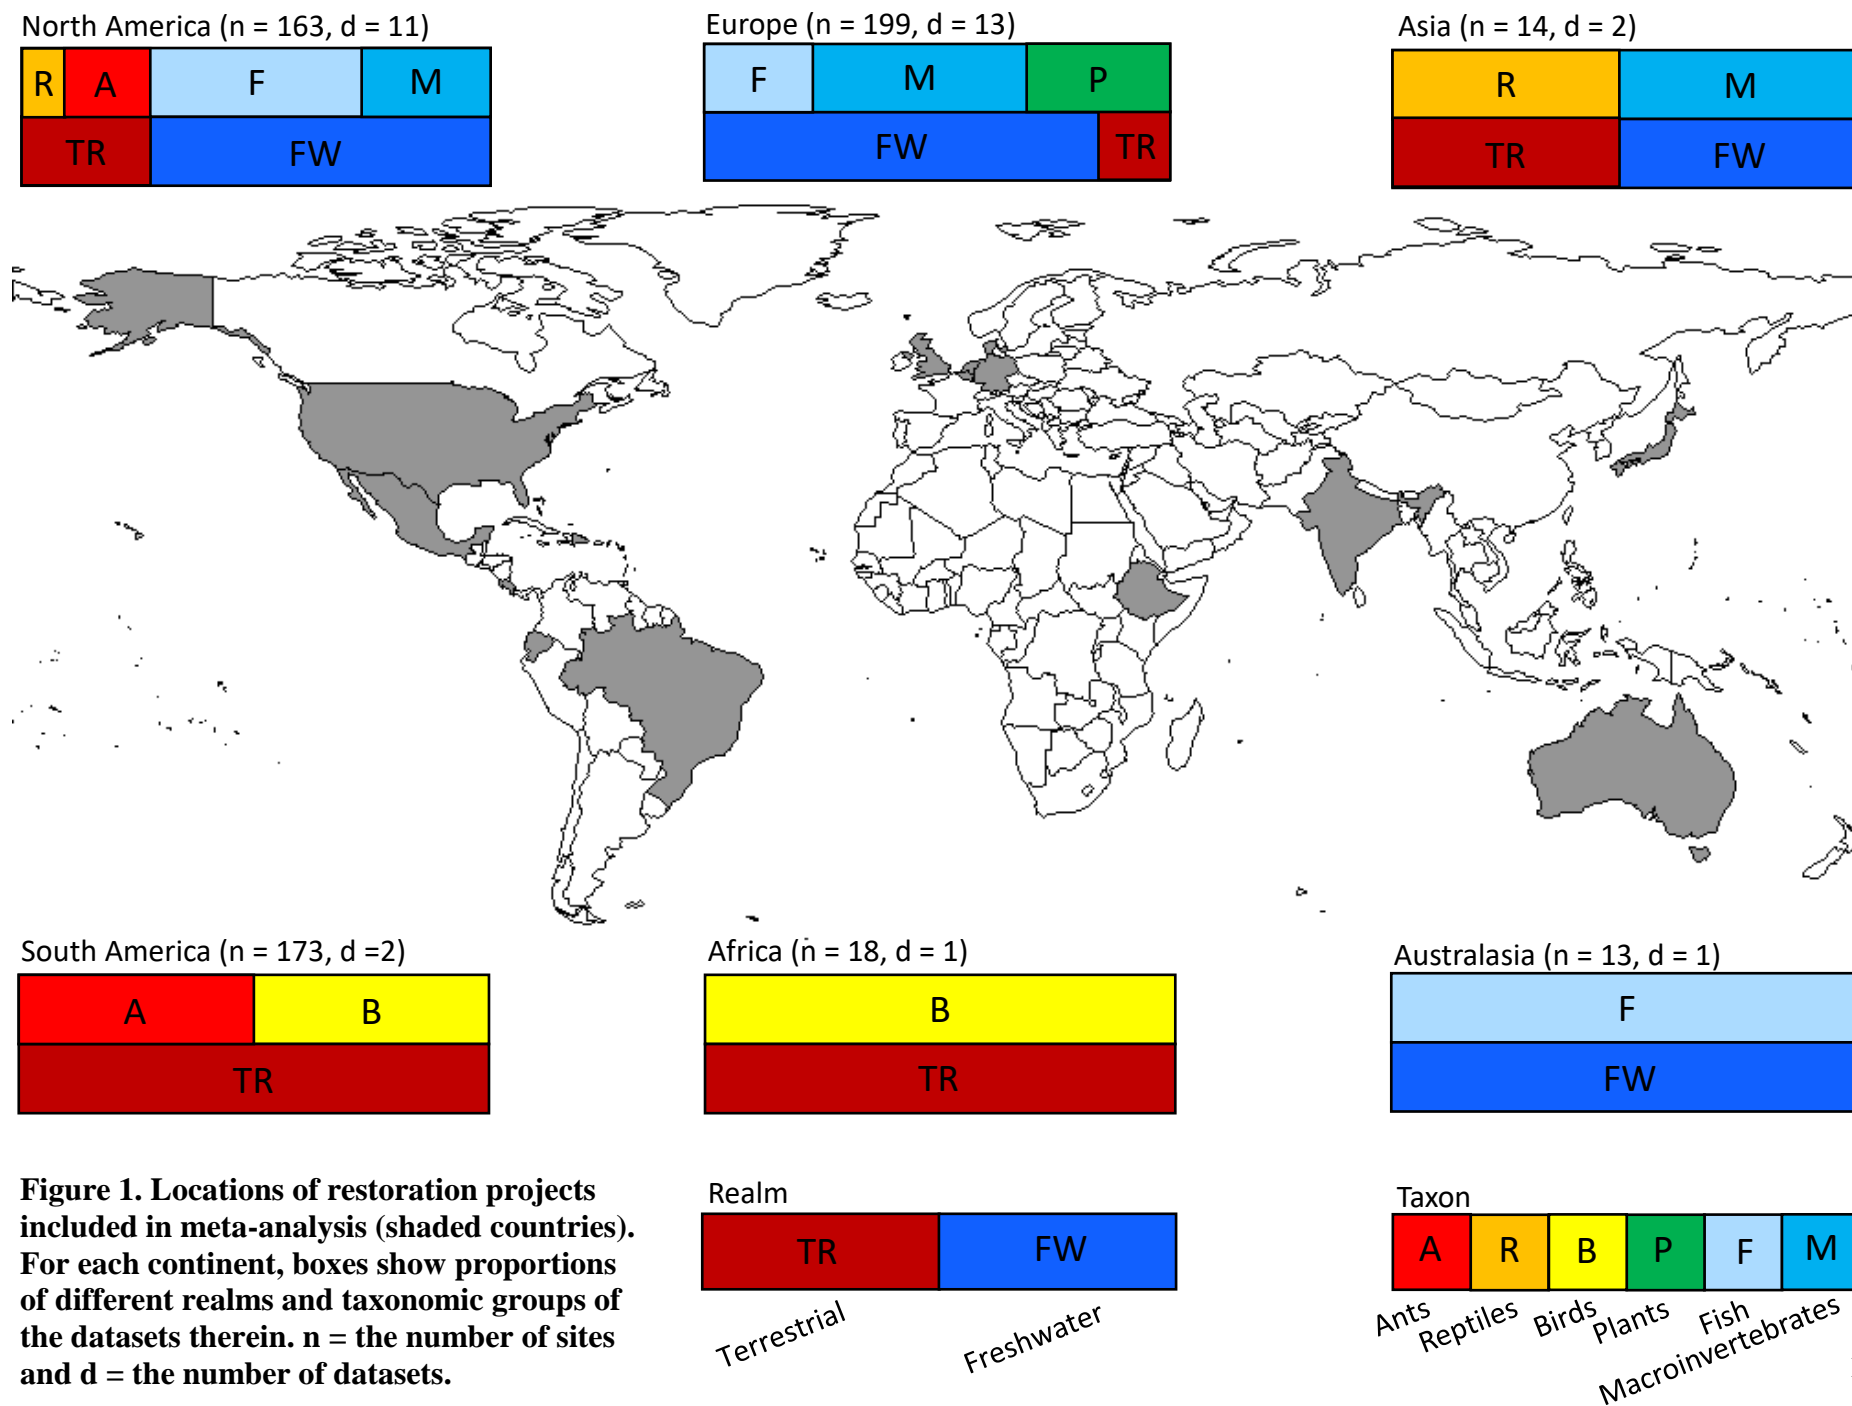 North America (n = 163, d = 11)
R A F M
TR FW
Europe (n = 199, d = 13)
F M P
FW TR
Asia (n = 14, d = 2)
R M
TR FW
South America (n = 173, d =2)
A B
TR
Africa (n = 18, d = 1)
B
TR
Australasia (n = 13, d = 1)
F
FW
Figure 1. Locations of restoration projects
included in meta-analysis (shaded countries).
For each continent, boxes show proportions
of different realms and taxonomic groups of
the datasets therein. n = the number of sites
and d = the number of datasets.
Realm
TR FW
Terrestrial
Freshwater
Taxon
A R B P F M
Ants
Reptiles
Birds
Plants
Fish
Macroinvertebrates